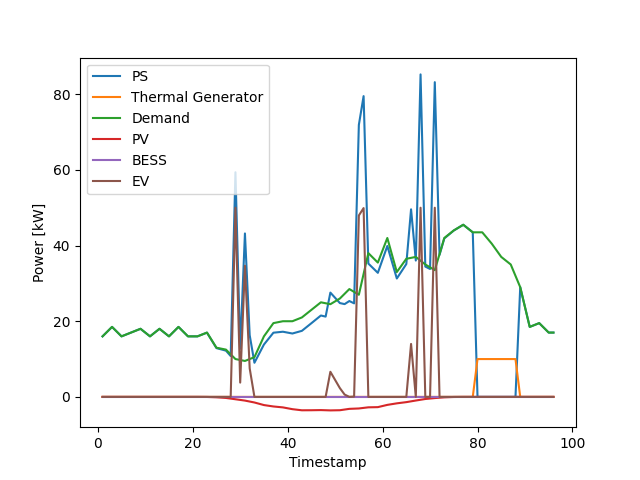 PS
Thermal Generator
Demand
PV
BESS
EV
Power [kW]
80
60
40
20
0
0 20 40 60 80 100
Timestamp